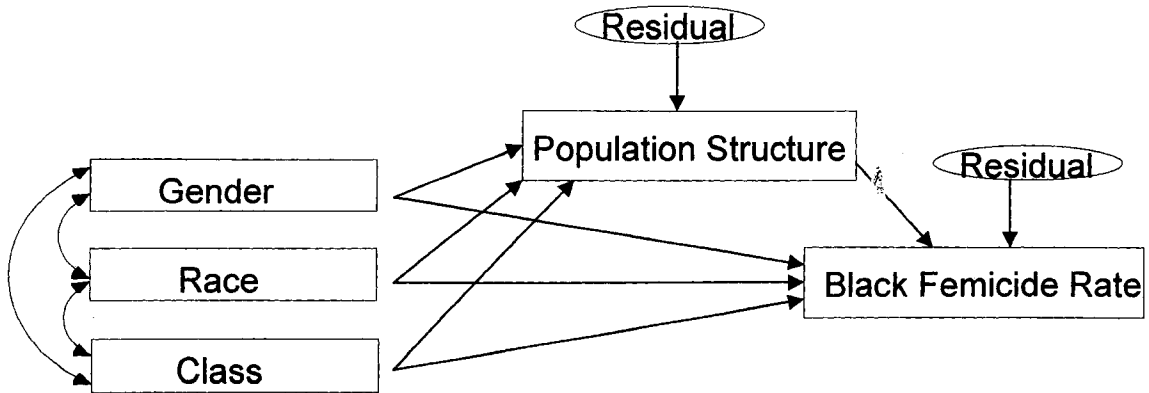 Residual
Population Structure
Residual
Gender
Race
Black Femicide Rate
Class